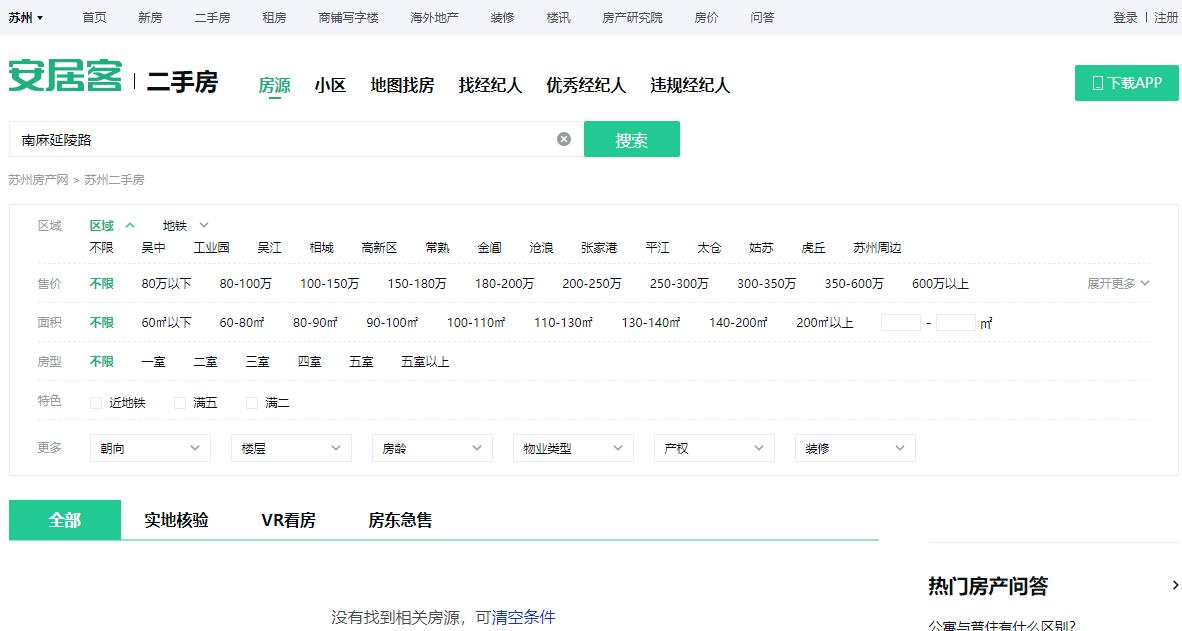 苏州 首页 新房 二手房 租房 商铺写字楼 海外地产 装修 楼讯 房产研究院 房价 问答 登录 | 注册
安居客 | 二手房 房源 小区 地图找房 找经纪人 优秀经纪人 违规经纪人 下载APP
南麻延陵路 搜索
苏州房产网 > 苏州二手房
区域 区域 地铁
不限 吴中 工业园 吴江 相城 高新区 常熟 金阊 沧浪 张家港 平江 太仓 姑苏 虎丘 苏州周边
售价 不限 80万以下 80-100万 100-150万 150-180万 180-200万 200-250万 250-300万 300-350万 350-600万 600万以上 展开更多
面积 不限 60㎡以下 60-80㎡ 80-90㎡ 90-100㎡ 100-110㎡ 110-130㎡ 130-140㎡ 140-200㎡ 200㎡以上 - ㎡
房型 不限 一室 二室 三室 四室 五室 五室以上
特色 近地铁 满五 满二
更多 朝向 楼层 房龄 物业类型 产权 装修
全部 实地核验 VR看房 房东急售
热门房产问答 >
没有找到相关房源，可清空条件
公寓与普住有什么区别?